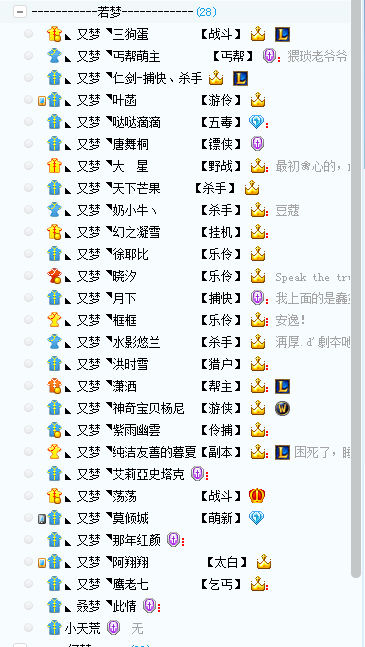 ------------若梦------------- (26)
◣ 又梦 ◥三狗蛋 【战斗】
◣ 又梦 ◥丐帮萌主 【丐帮】 : 猥琐老爷爷
◣ 又梦 ◥仁剑-捕快、杀手
◣ 又梦 ◥叶菡 【游伶】
◣ 又梦 ◥哒哒滴滴 【五毒】 :
◣ 又梦 ◥唐舞桐 【镖侠】
◣ 又梦 ◥大 星 【野战】 : 最初❀心的,
◣ 又梦 ◥天下芒果 【杀手】
◣ 又梦 ◥奶小牛ヽ 【杀手】 : 豆蔻
◣ 又梦 ◥幻之凝雪 【挂机】 :
◣ 又梦 ◥徐耶比 【乐伶】
◣ 又梦 ◥晓汐 【乐伶】 : Speak the tru
◣ 又梦 ◥月下 【捕快】 : 我上面的是蠢
◣ 又梦 ◥框框 【乐伶】 : 安逸!
◣ 又梦 ◥水影悠兰 【杀手】 : 洅厚.d′劇夲吔
◣ 又梦 ◥洪时雪 【猎户】 :
◣ 又梦 ◥潇洒 【帮主】 :
◣ 又梦 ◥神奇宝贝杨尼 【游侠】 :
◣ 又梦 ◥紫雨幽雲 【伶捕】 :
◣ 又梦 ◥纯洁友善的暮夏【副本】 : 困死了,睡
◣ 又梦 ◥艾莉亞史塔克 :
◣ 又梦 ◥荡荡 【战斗】
◣ 又梦 ◥莫倾城 【萌新】
◣ 又梦 ◥那年红颜 :
◣ 又梦 ◥阿翔翔 【太白】
◣ 又梦 ◥鹰老七 【乞丐】 :
◣ 叒梦 ◥此情 :
小天荒 无